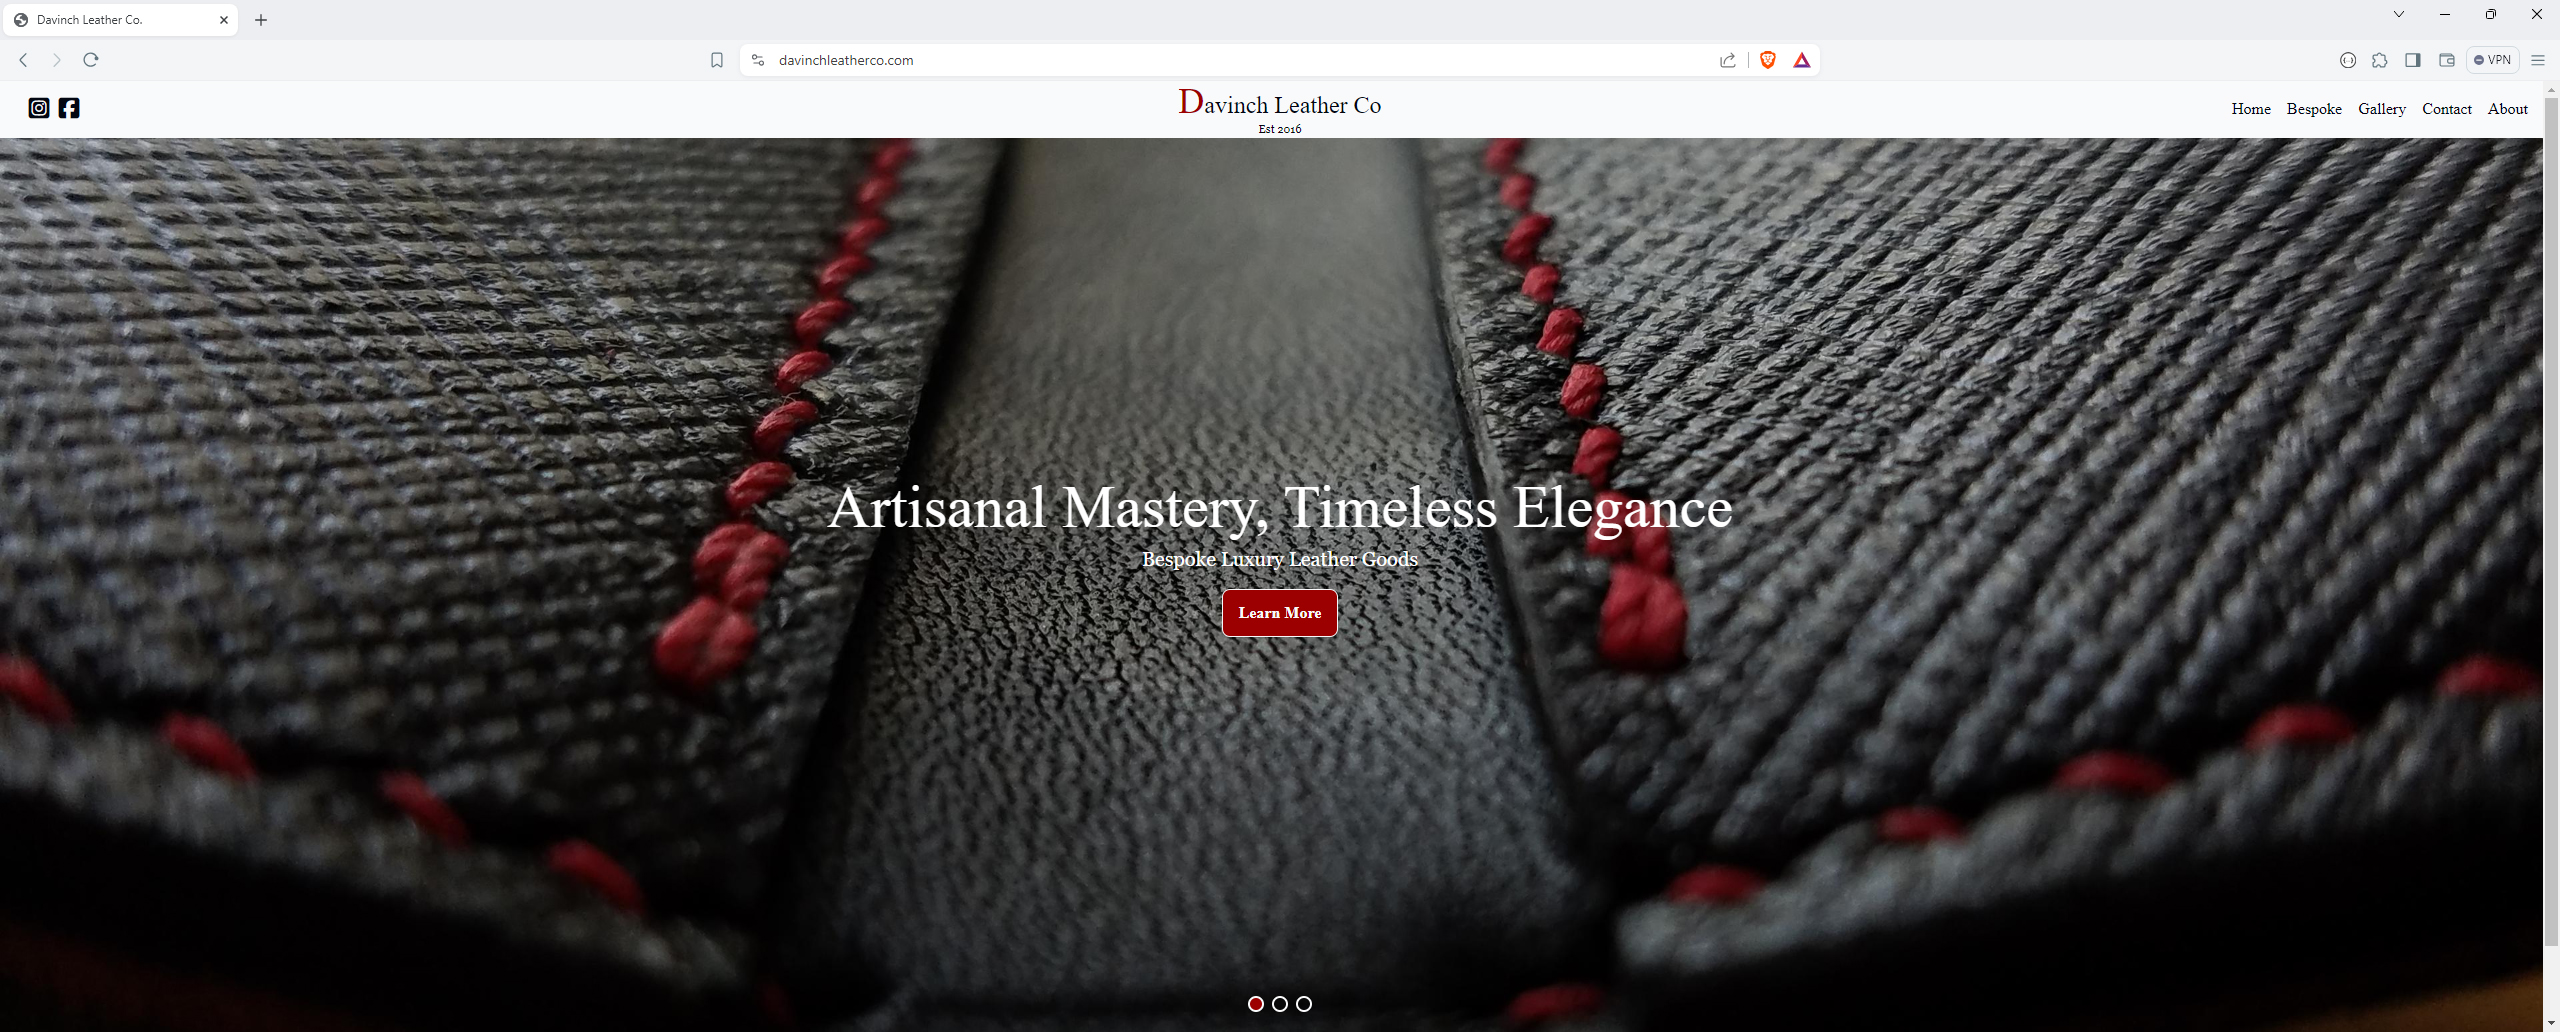 Davinch Leather Co.
davinchleatherco.com
VPN
Davinch Leather Co
Est 2016
Home Bespoke Gallery Contact About
Artisanal Mastery, Timeless Elegance
Bespoke Luxury Leather Goods
Learn More